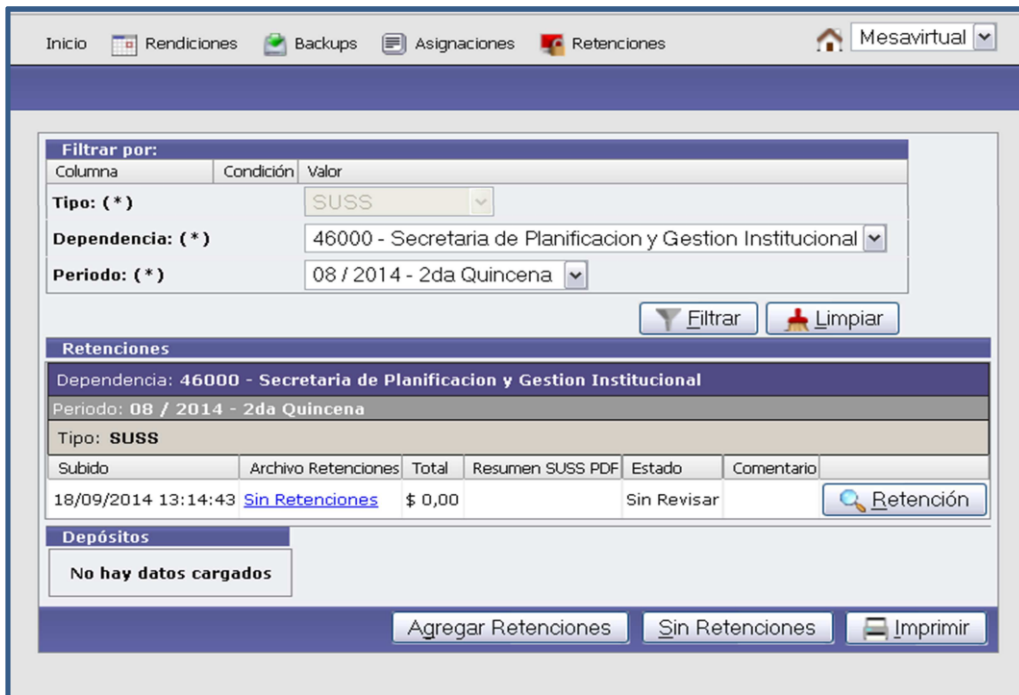 Inicio Rendiciones Backups Asignaciones Retenciones Mesavirtual
Filtrar por:
Columna Condición Valor
Tipo: (*) SUSS
Dependencia: (*) 46000 - Secretaria de Planificacion y Gestion Institucional
Periodo: (*) 08 / 2014 - 2da Quincena
Filtrar Limpiar
Retenciones
Dependencia: 46000 - Secretaria de Planificacion y Gestion Institucional
Periodo: 08 / 2014 - 2da Quincena
Tipo: SUSS
Subido Archivo Retenciones Total Resumen SUSS PDF Estado Comentario
18/09/2014 13:14:43 Sin Retenciones $ 0,00 Sin Revisar Retención
Depósitos
No hay datos cargados
Agregar Retenciones Sin Retenciones Imprimir